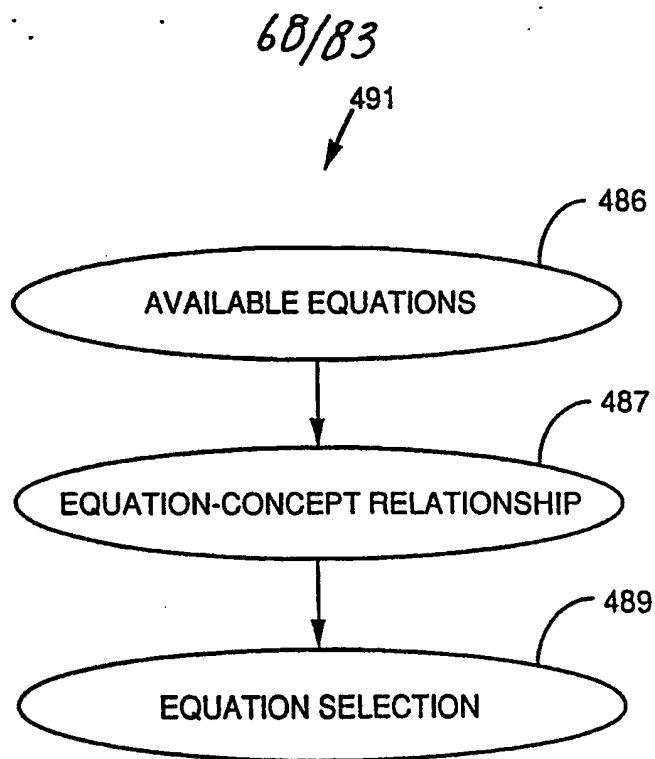 68/83
491
486
AVAILABLE EQUATIONS
487
EQUATION-CONCEPT RELATIONSHIP
489
EQUATION SELECTION